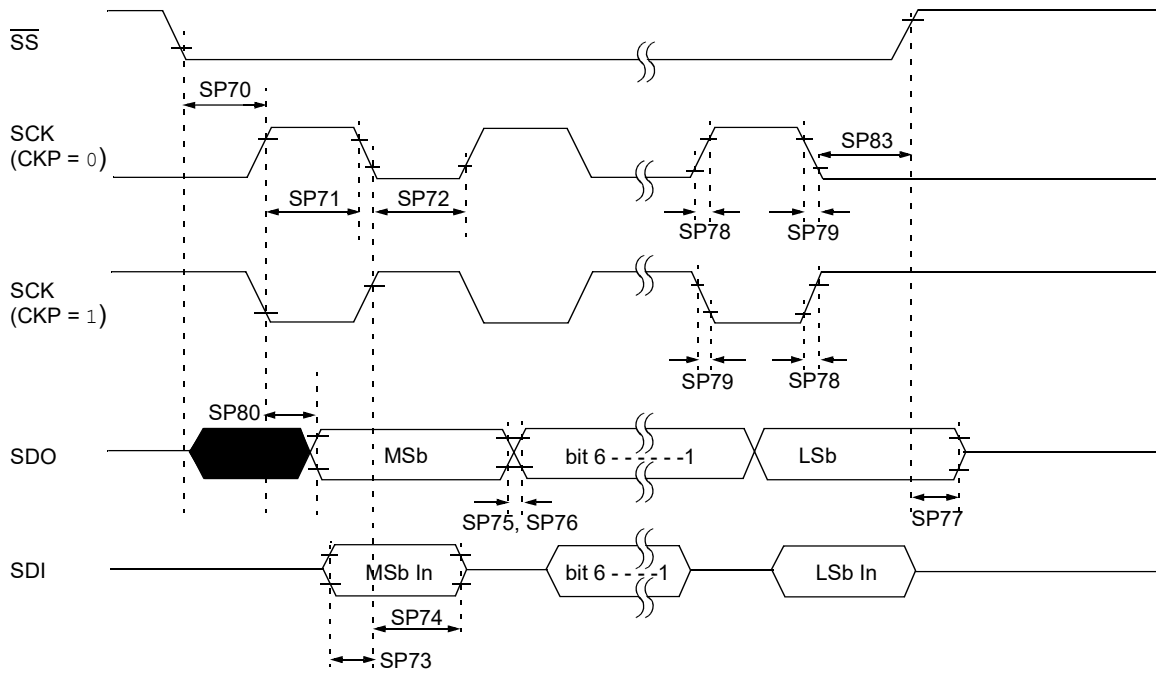 SS
SP70
SCK
(CKP = 0)
SP83
SP71
SP72
SP78
SP79
SCK
(CKP = 1)
SP79
SP78
SP80
SDO
MSb
bit 6 - - - - - -1
LSb
SP75, SP76
SP77
SDI
MSb In
bit 6 - - - - -1
LSb In
SP74
SP73